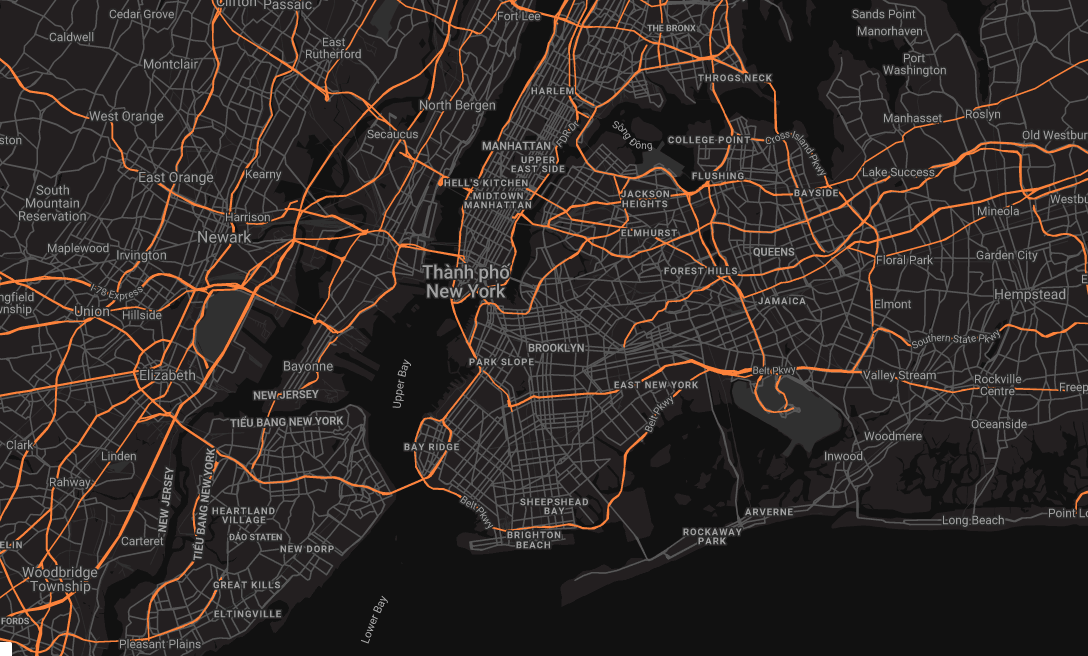 Clifton
Passaic
Cedar Grove
Fort Lee
Sands Point
THE BRONX
Manorhaven
Caldwell
East
Rutherford
Montclair
Port
Washington
THROGS NECK
HARLEM
North Bergen
West Orange
Manhasset
Roslyn
Secaucus
FDR Dr
Sông Đông
COLLEGE POINT
Cross Island Pkwy
Old Westbur
ston
MANHATTAN
UPPER
EAST SIDE
East Orange
Kearny
HELL'S KITCHEN
FLUSHING
Lake Success
South
Mountain
Reservation
MIDTOWN
MANHATTAN
JACKSON
HEIGHTS
BAYSIDE
Westbu
Harrison
Mineola
Newark
ELMHURST
Maplewood
Irvington
QUEENS
Garden City
Floral Park
Thành phố
New York
FOREST HILLS
I-78 Express
ngfield
wnship
Union
Hillside
JAMAICA
Elmont
Hempstead
E
Southern State Pkwy
BROOKLYN
PARK SLOPE
Bayonne
Elizabeth
Upper Bay
Belt Pkwy
Valley Stream
Rockville
Centre
Freep
EAST NEW YORK
NEW JERSEY
TIỂU BANG NEW YORK
Belt Pkwy
Oceanside
Woodmere
Clark
BAY RIDGE
Linden
Inwood
Rahway
NEW JERSEY
TIỂU BANG NEW YORK
Belt Pkwy
SHEEPSHEAD
BAY
HEARTLAND
VILLAGE
ARVERNE
Point Lo
Long Beach
ĐẢO STATEN
BRIGHTON
BEACH
ROCKAWAY
PARK
Carteret
ELIN
NEW DORP
Woodbridge
Township
GREAT KILLS
Lower Bay
ELTINGVILLE
FORDS
Pleasant Plains